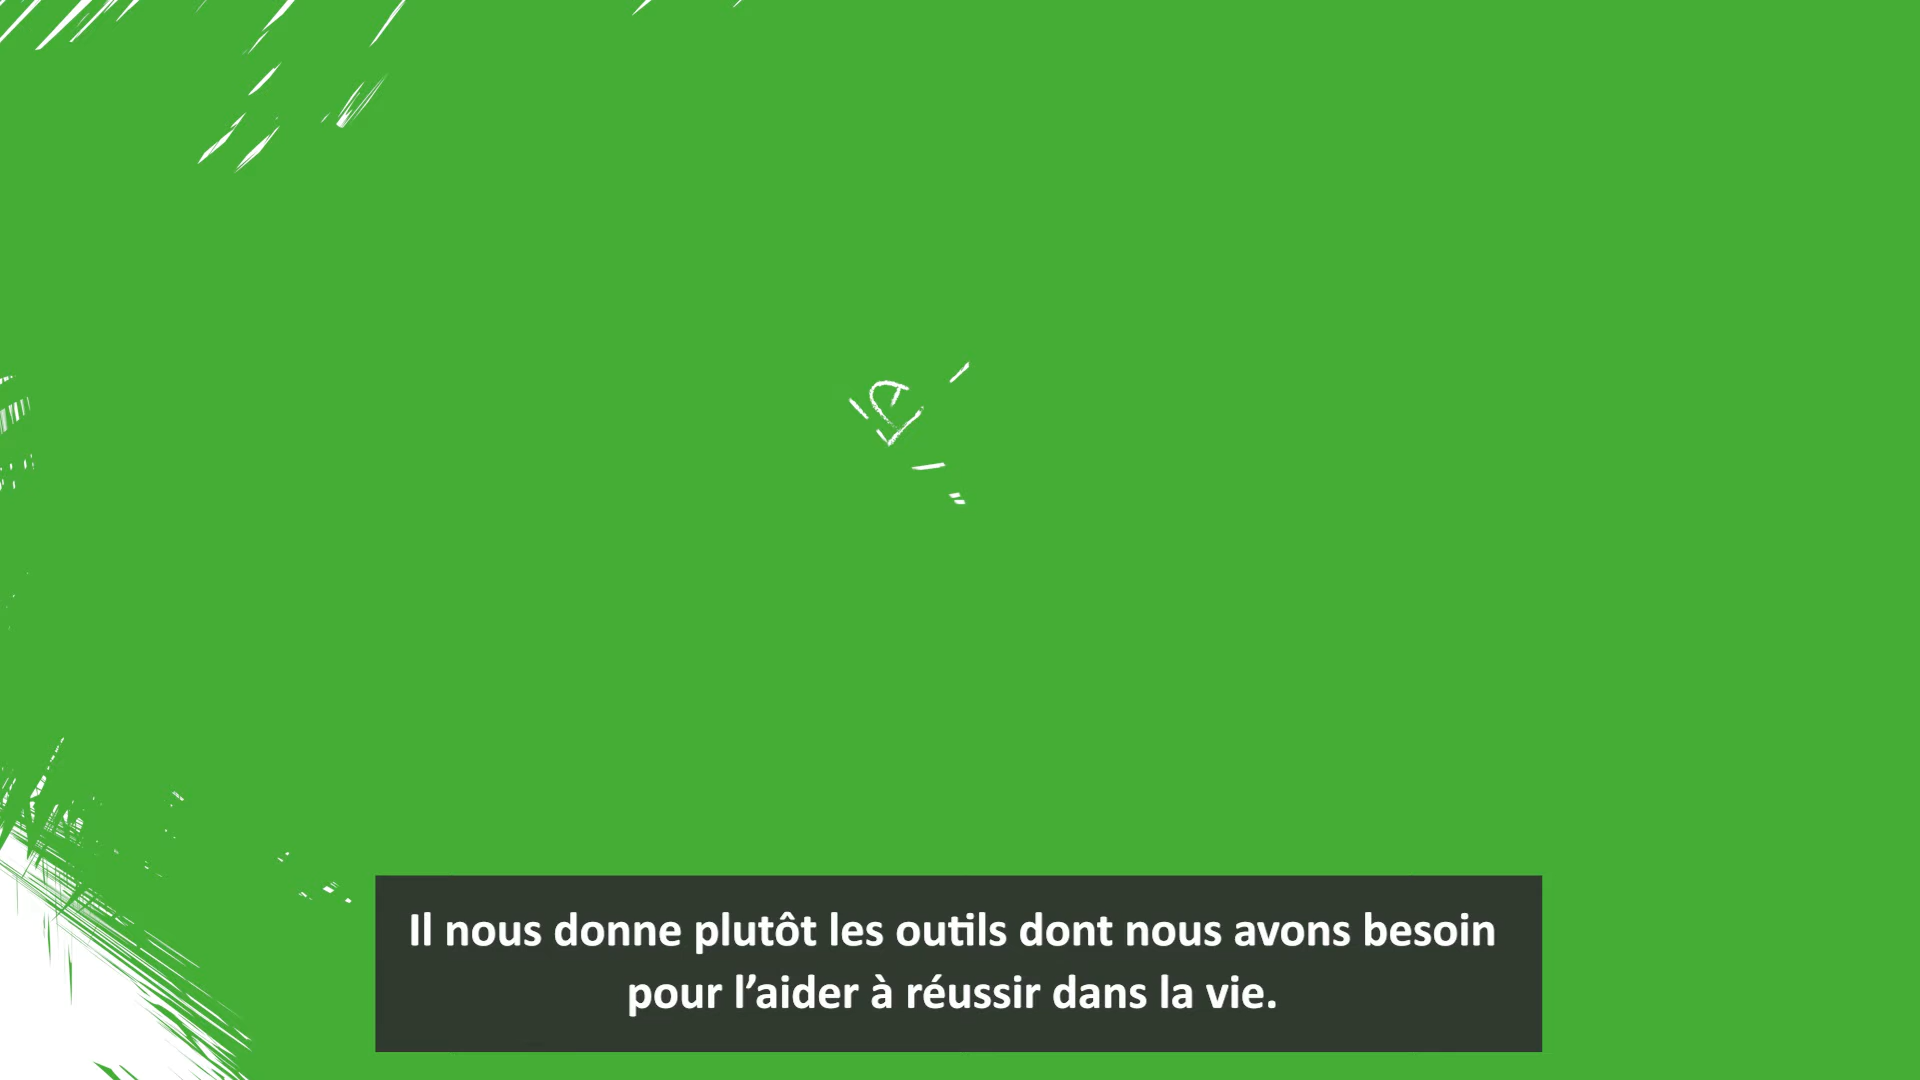 Il nous donne plutôt les outils dont nous avons besoin
pour l’aider à réussir dans la vie.